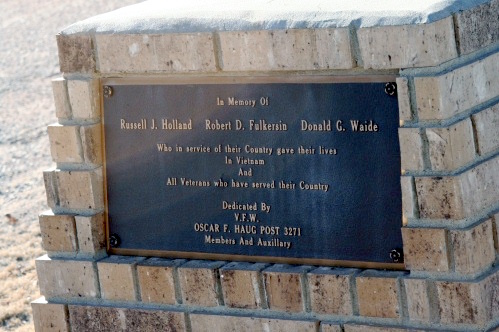 In Memory Of
Russell J. Holland Robert D. Fulkersin Donald G. Waide
Who in service of their Country gave their lives
In Vietnam
And
All Veterans who have served their Country
Dedicated By
V.F.W.
OSCAR F. HAUG POST 3271
Members And Auxillary